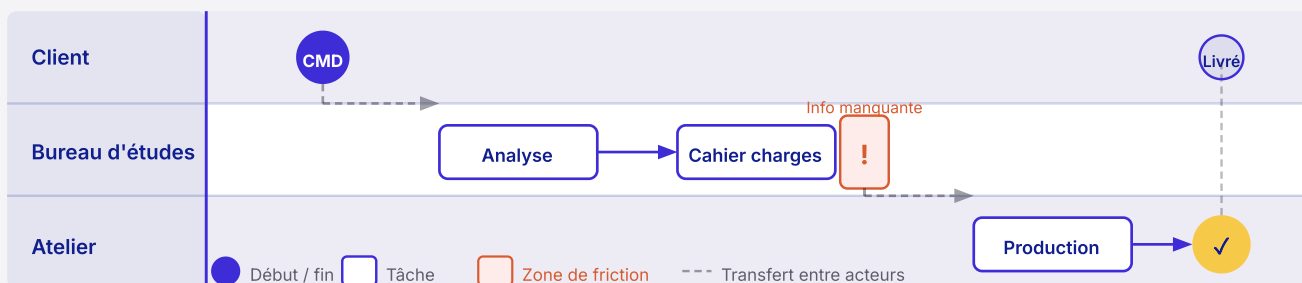 Client
CMD
Livré
Info manquante
Bureau d'études
Analyse
Cahier charges
!
Atelier
Production
✓
Début / fin
Tâche
Zone de friction
Transfert entre acteurs